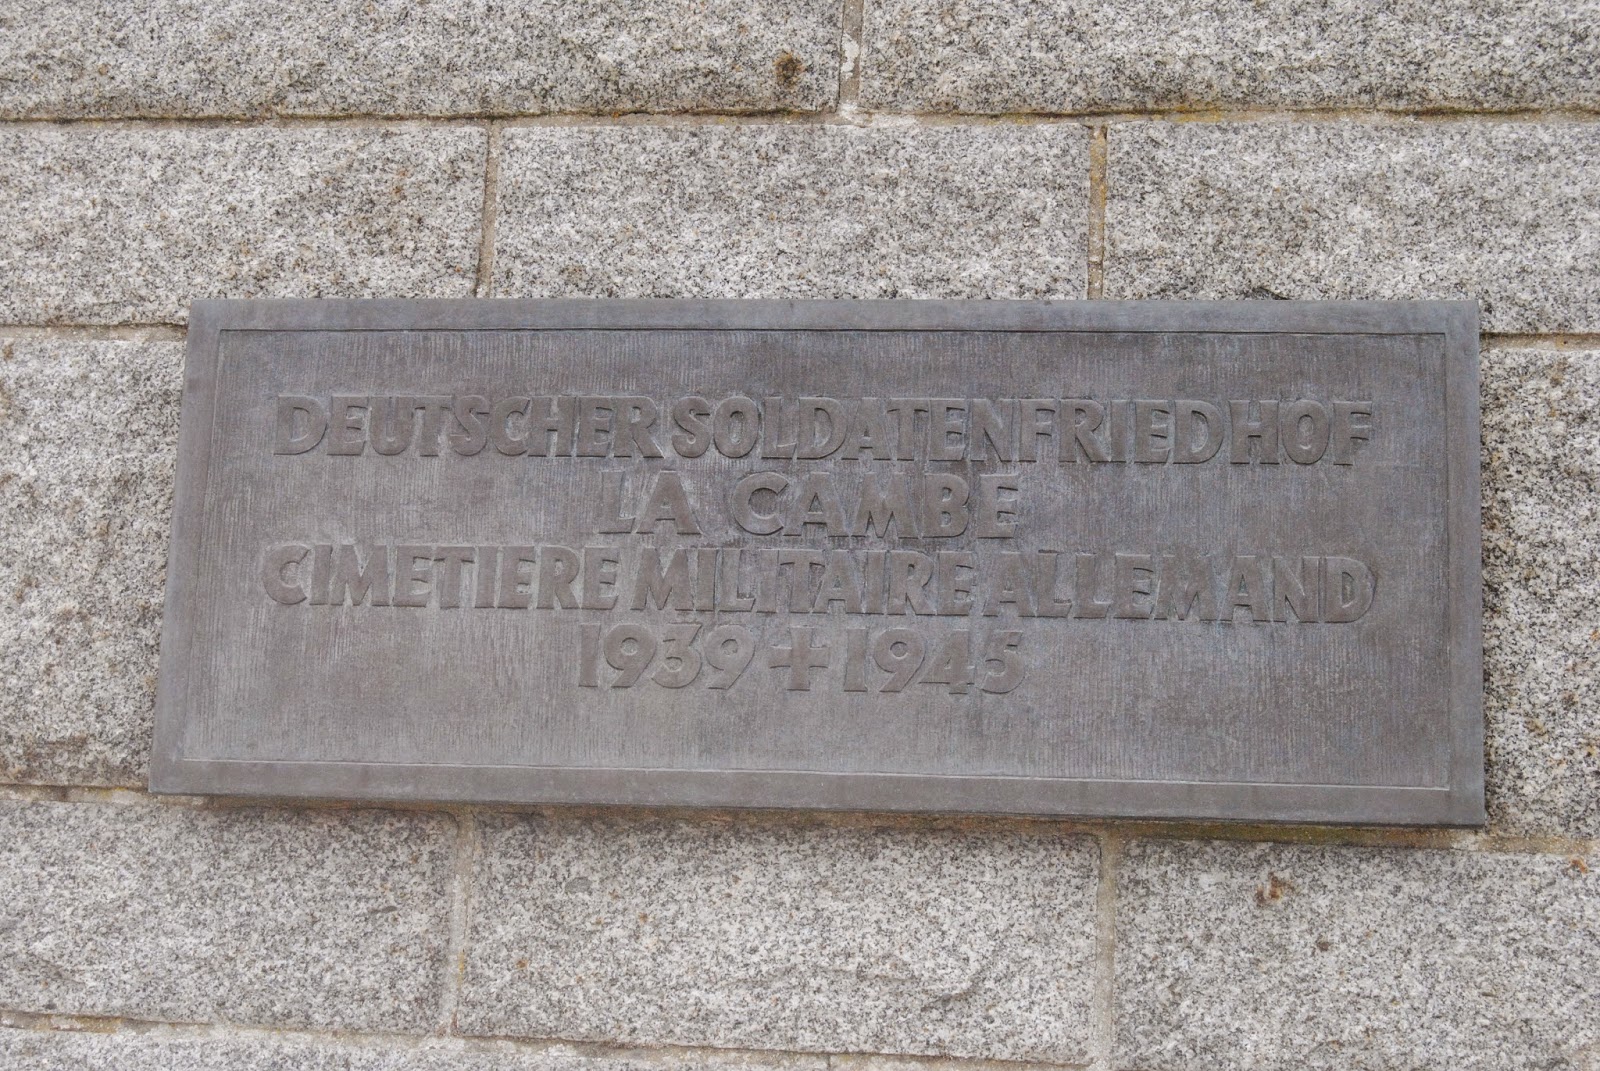 DEUTSCHER SOLDATENFRIEDHOF
LA CAMBE
CIMETIERE MILITAIRE ALLEMAND
1939 + 1945